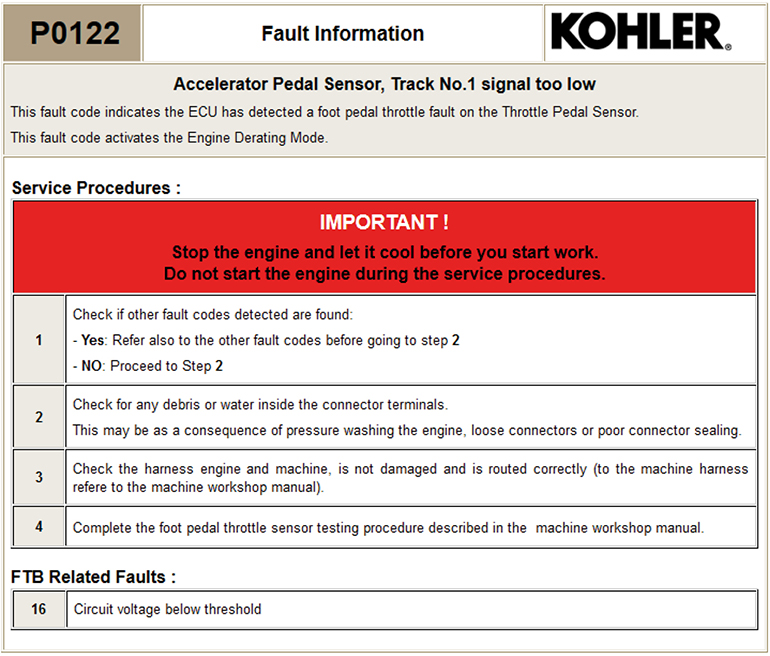 P0122
Fault Information
KOHLER®
Accelerator Pedal Sensor, Track No.1 signal too low
This fault code indicates the ECU has detected a foot pedal throttle fault on the Throttle Pedal Sensor.
This fault code activates the Engine Derating Mode.
Service Procedures :
IMPORTANT !
Stop the engine and let it cool before you start work.
Do not start the engine during the service procedures.
1
Check if other fault codes detected are found:
- Yes: Refer also to the other fault codes before going to step 2
- NO: Proceed to Step 2
2
Check for any debris or water inside the connector terminals.
This may be as a consequence of pressure washing the engine, loose connectors or poor connector sealing.
3
Check the harness engine and machine, is not damaged and is routed correctly (to the machine harness
refere to the machine workshop manual).
4
Complete the foot pedal throttle sensor testing procedure described in the machine workshop manual.
FTB Related Faults :
16
Circuit voltage below threshold